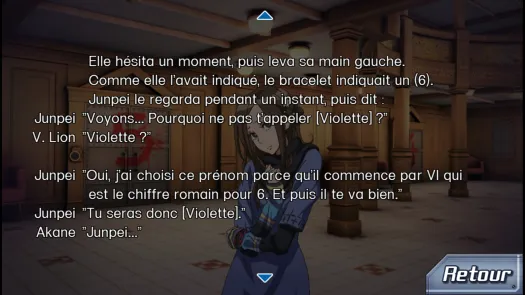 Elle hésita un moment, puis leva sa main gauche.
Comme elle l'avait indiqué, le bracelet indiquait un (6).
Junpei le regarda pendant un instant, puis dit :
Junpei "Voyons... Pourquoi ne pas t'appeler [Violette] ?"
V. Lion "Violette ?"
Junpei "Oui, j'ai choisi ce prénom parce qu'il commence par VI qui
est le chiffre romain pour 6. Et puis il te va bien."
Junpei "Tu seras donc [Violette]."
Akane "Junpei..."
Retour